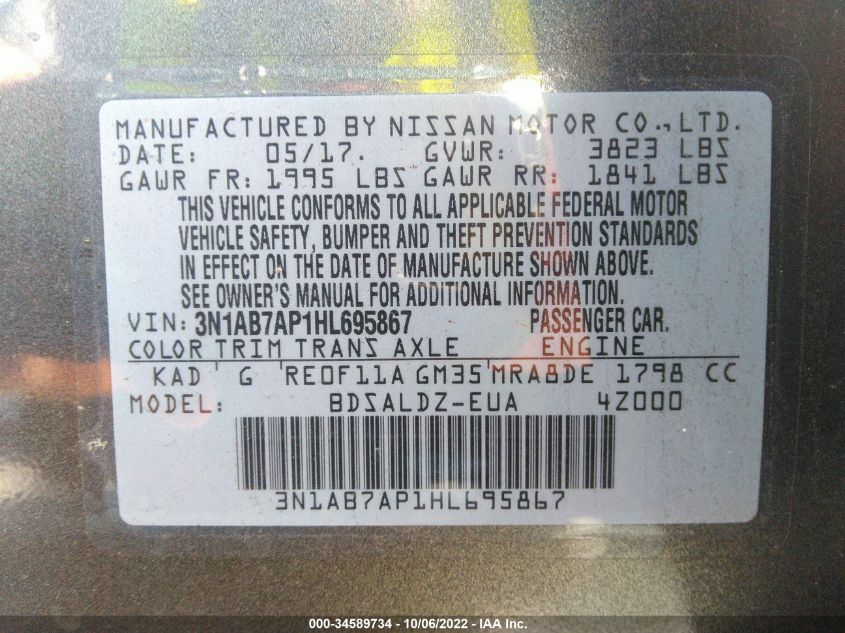 MANUFACTURED BY NISSAN MOTOR CO., LTD.
DATE: 05/17. GVWR: 3823 LBS
GAWR FR: 1995 LBS GAWR RR: 1841 LBS
THIS VEHICLE CONFORMS TO ALL APPLICABLE FEDERAL MOTOR
VEHICLE SAFETY, BUMPER AND THEFT PREVENTION STANDARDS
IN EFFECT ON THE DATE OF MANUFACTURE SHOWN ABOVE.
SEE OWNER'S MANUAL FOR ADDITIONAL INFORMATION.
VIN: 3N1AB7AP1HL695867 PASSENGER CAR.
COLOR TRIM TRANS AXLE ENGINE
KAD G RE0F11A GM35 MRA8DE 1798 CC
MODEL: BDSALDZ-EUA 4Z000
3N1AB7AP1HL695867
000-34589734 - 10/06/2022 - IAA Inc.